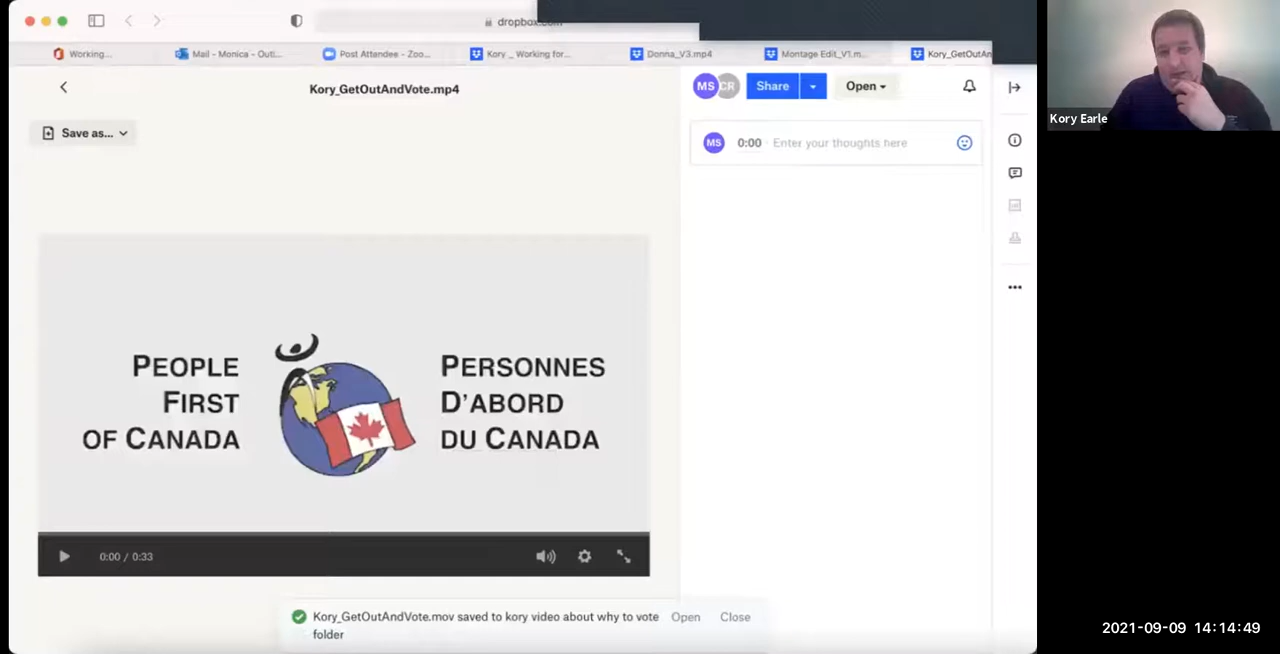 dropbox.com
Working...
Mail - Monica - Outl...
Post Attendee - Zoo...
Kory _ Working for...
Donna_V3.mp4
Montage Edit_V1.m...
Kory_GetOutAn
Kory_GetOutAndVote.mp4
MS
CR
Share
Open
Kory Earle
Save as...
MS
0:00
Enter your thoughts here
PEOPLE
FIRST
OF CANADA
PERSONNES
D'ABORD
DU CANADA
0:00 / 0:33
Kory_GetOutAndVote.mov saved to kory video about why to vote
folder
Open
Close
2021-09-09 14:14:49